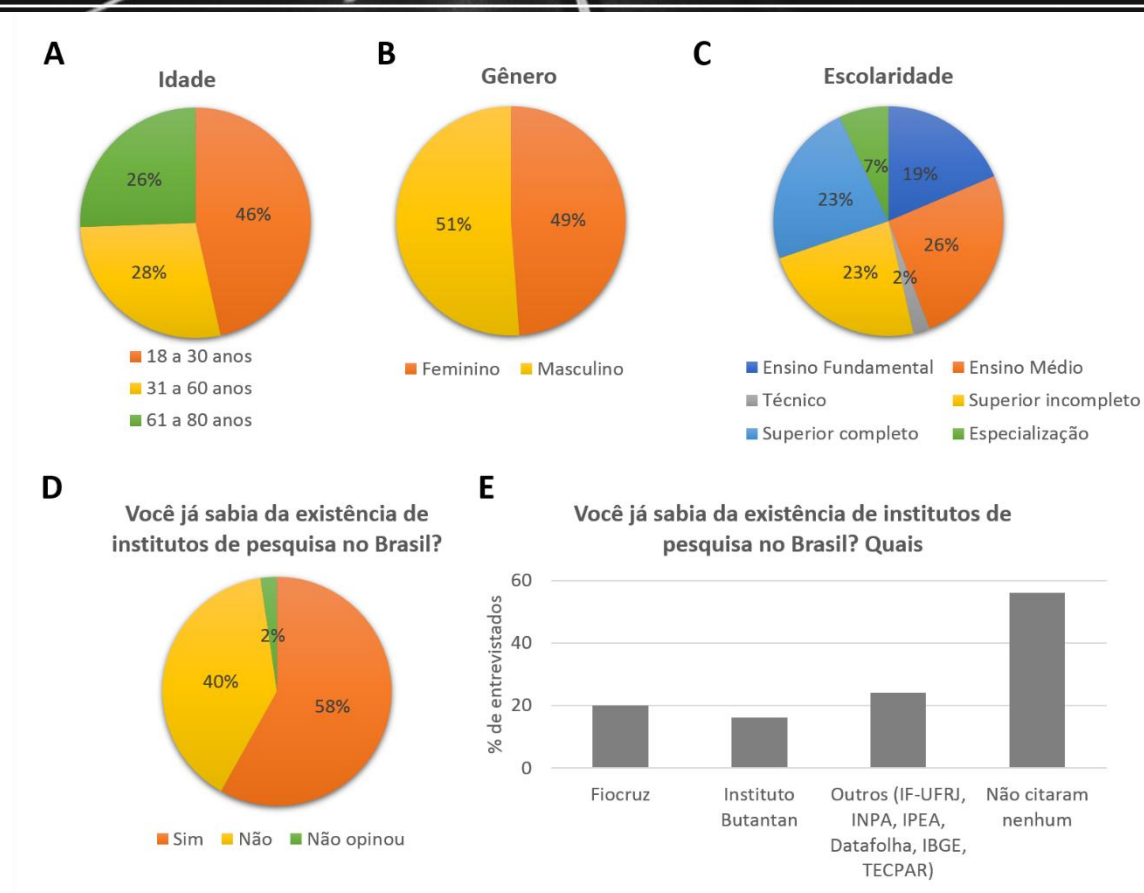 A
Idade
26%
46%
28%
18 a 30 anos
31 a 60 anos
61 a 80 anos
B
Gênero
51%
49%
Feminino
Masculino
C
Escolaridade
7%
19%
23%
26%
23%
2%
Ensino Fundamental
Ensino Médio
Técnico
Superior incompleto
Superior completo
Especialização
D
Você já sabia da existência de
institutos de pesquisa no Brasil?
2%
40%
58%
Sim
Não
Não opinou
E
Você já sabia da existência de institutos de
pesquisa no Brasil? Quais
% de entrevistados
60
40
20
0
Fiocruz
Instituto
Butantan
Outros (IF-UFRJ,
INPA, IPEA,
Datafolha, IBGE,
TECPAR)
Não citaram
nenhum